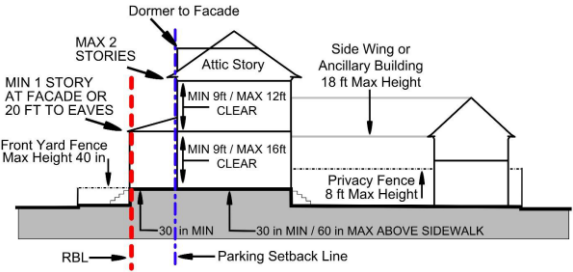 Dormer to Facade
MAX 2
STORIES
Attic Story
Side Wing or
Ancillary Building
18 ft Max Height
MIN 1 STORY
AT FACADE OR
20 FT TO EAVES
MIN 9ft / MAX 12ft
CLEAR
Front Yard Fence
Max Height 40 in
MIN 9ft / MAX 16ft
CLEAR
Privacy Fence
8 ft Max Height
30 in MIN
30 in MIN / 60 in MAX ABOVE SIDEWALK
RBL
Parking Setback Line